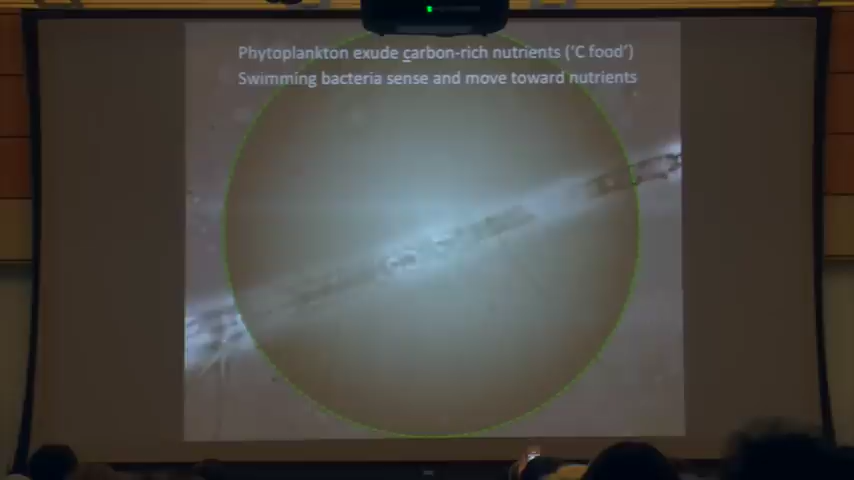 Phytoplankton exude carbon-rich nutrients ('C food')
Swimming bacteria sense and move toward nutrients